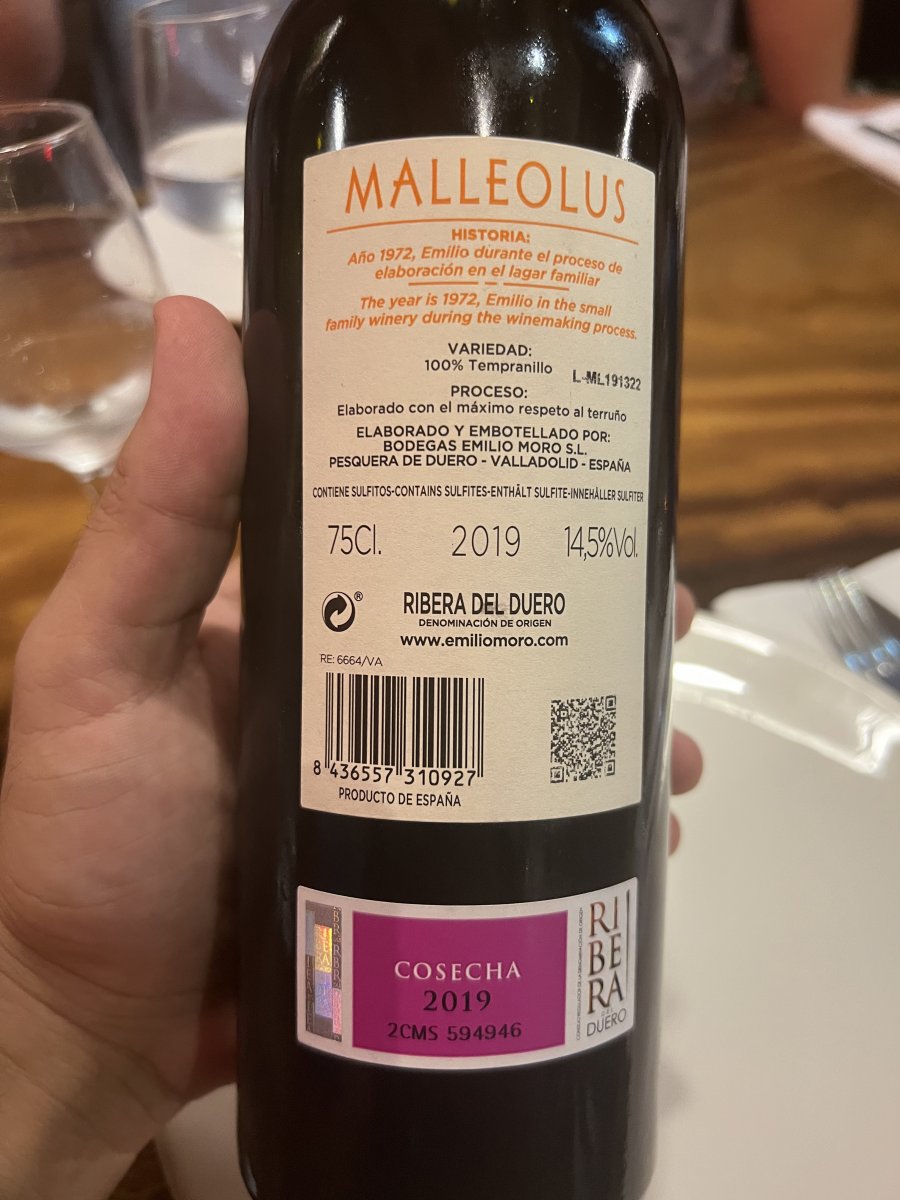 MALLEOLUS
HISTORIA:
Año 1972, Emilio durante el proceso de
elaboración en el lagar familiar
The year is 1972, Emilio in the small
family winery during the winemaking process.
VARIEDAD:
100% Tempranillo
L-ML191322
PROCESO:
Elaborado con el máximo respeto al terruño
ELABORADO Y EMBOTELLADO POR:
BODEGAS EMILIO MORO S.L.
PESQUERA DE DUERO - VALLADOLID - ESPAÑA
CONTIENE SULFITOS-CONTAINS SULFITES-ENTHÄLT SULFITE-INNEHÅLLER SULFITER
75Cl. 2019 14,5%Vol.
®
RIBERA DEL DUERO
DENOMINACIÓN DE ORIGEN
www.emiliomoro.com
RE: 6664/VA
8 436557 310927
PRODUCTO DE ESPAÑA
COSECHA
2019
2CMS 594946
RI
BE
RA
DEL
DUERO